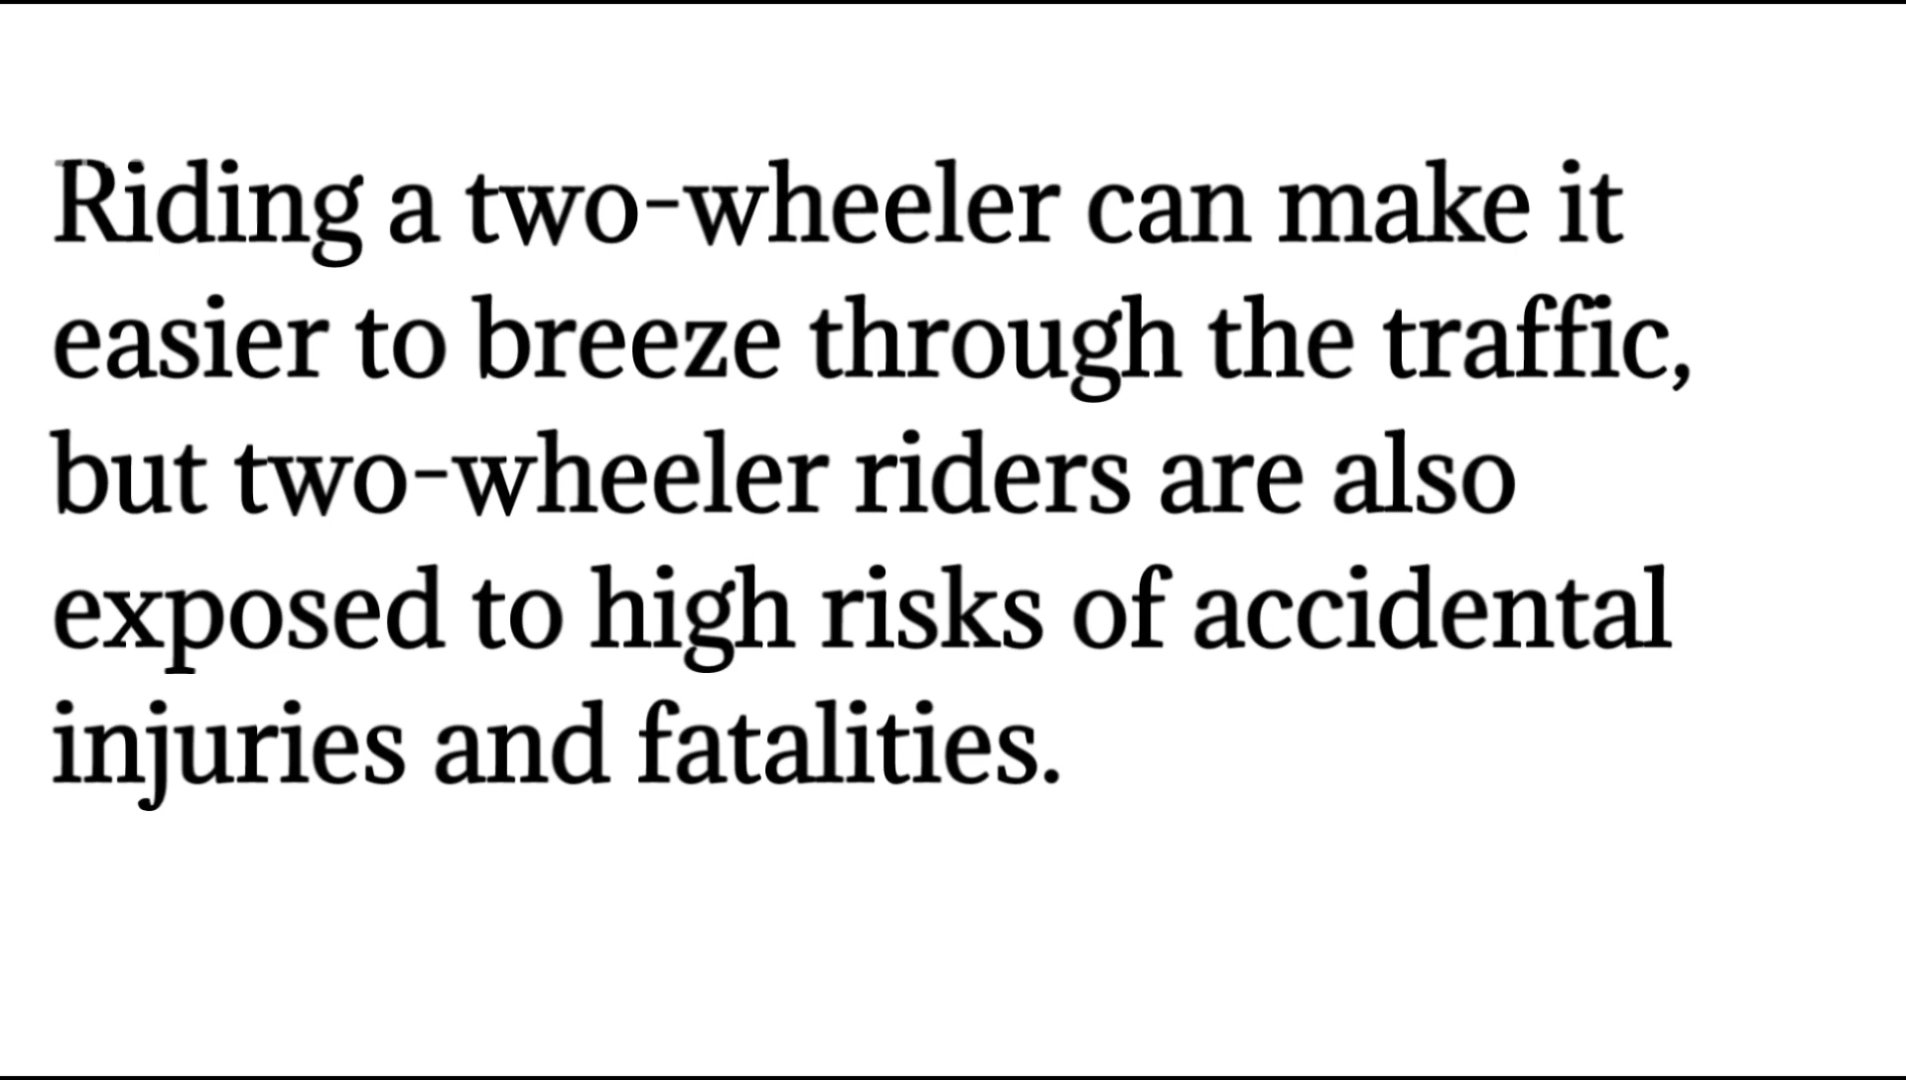 Riding a two-wheeler can make it
easier to breeze through the traffic,
but two-wheeler riders are also
exposed to high risks of accidental
injuries and fatalities.